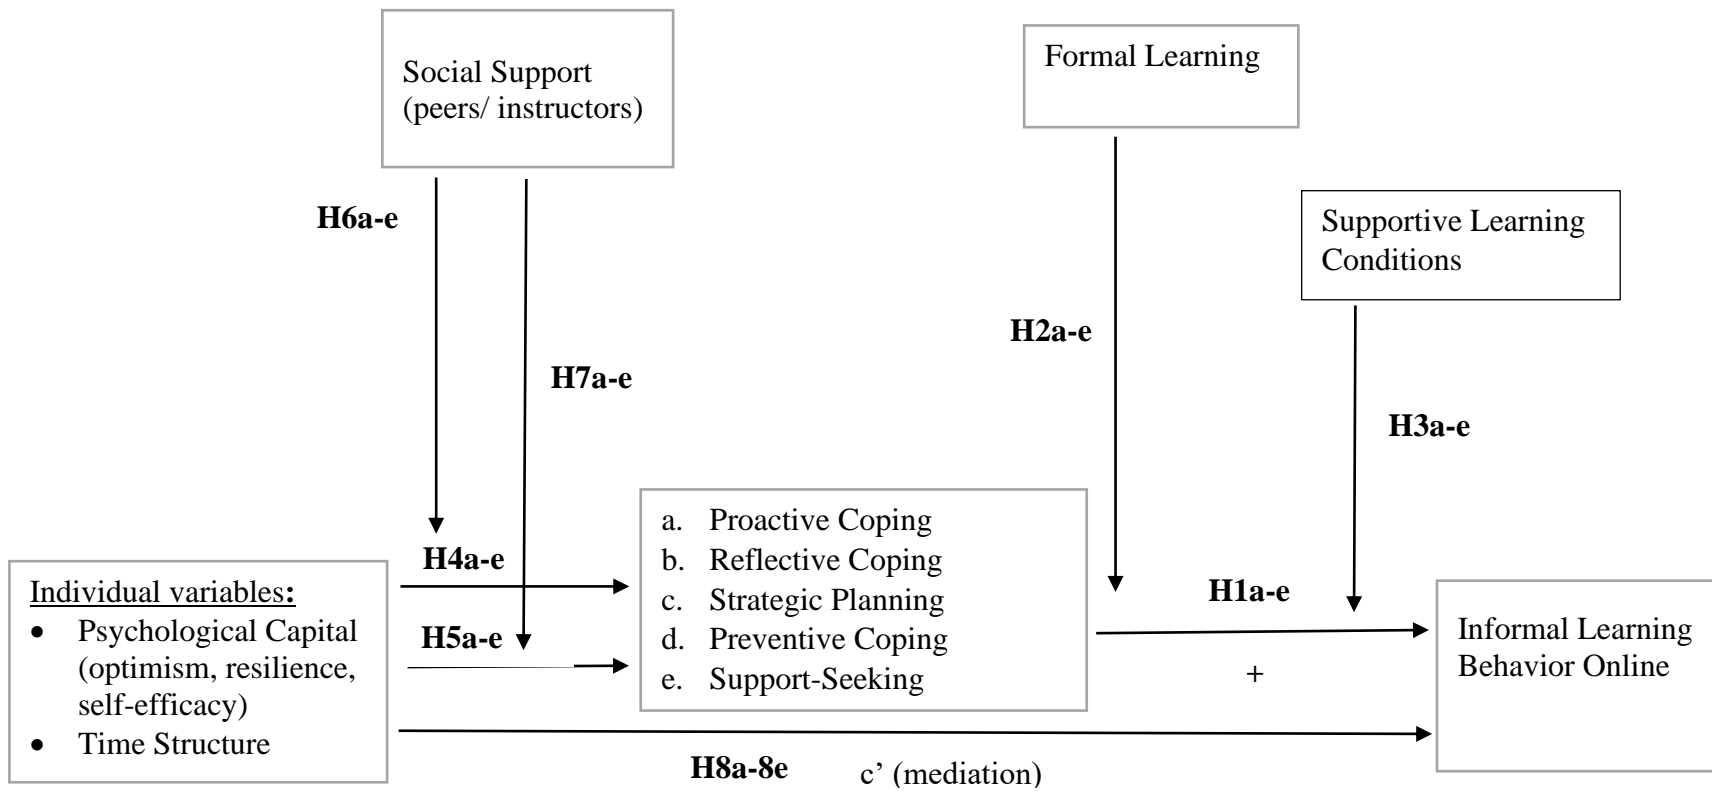 Social Support
(peers/ instructors)
Formal Learning
H6a-e
Supportive Learning
Conditions
H2a-e
H7a-e
H3a-e
a. Proactive Coping
b. Reflective Coping
c. Strategic Planning
d. Preventive Coping
e. Support-Seeking
H4a-e
H5a-e
Individual variables:
• Psychological Capital
(optimism, resilience,
self-efficacy)
• Time Structure
H1a-e
+
Informal Learning
Behavior Online
H8a-8e
c’ (mediation)